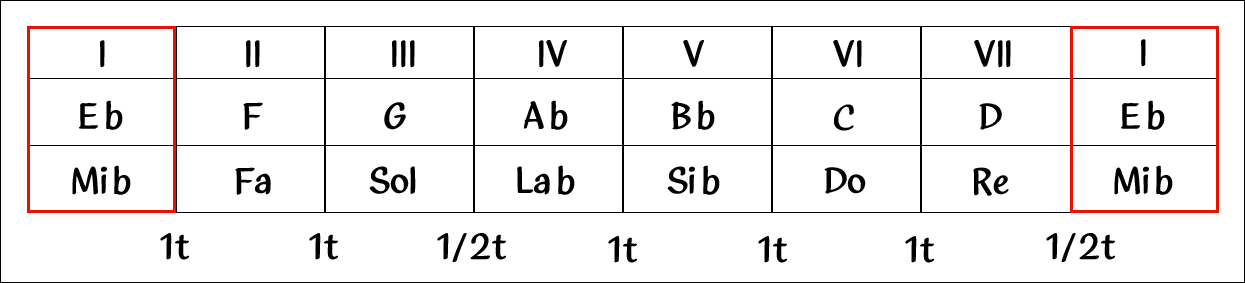 I II III IV V VI VII I
Eb F G Ab Bb C D Eb
Mib Fa Sol Lab Sib Do Re Mib
1t 1t 1/2t 1t 1t 1t 1/2t